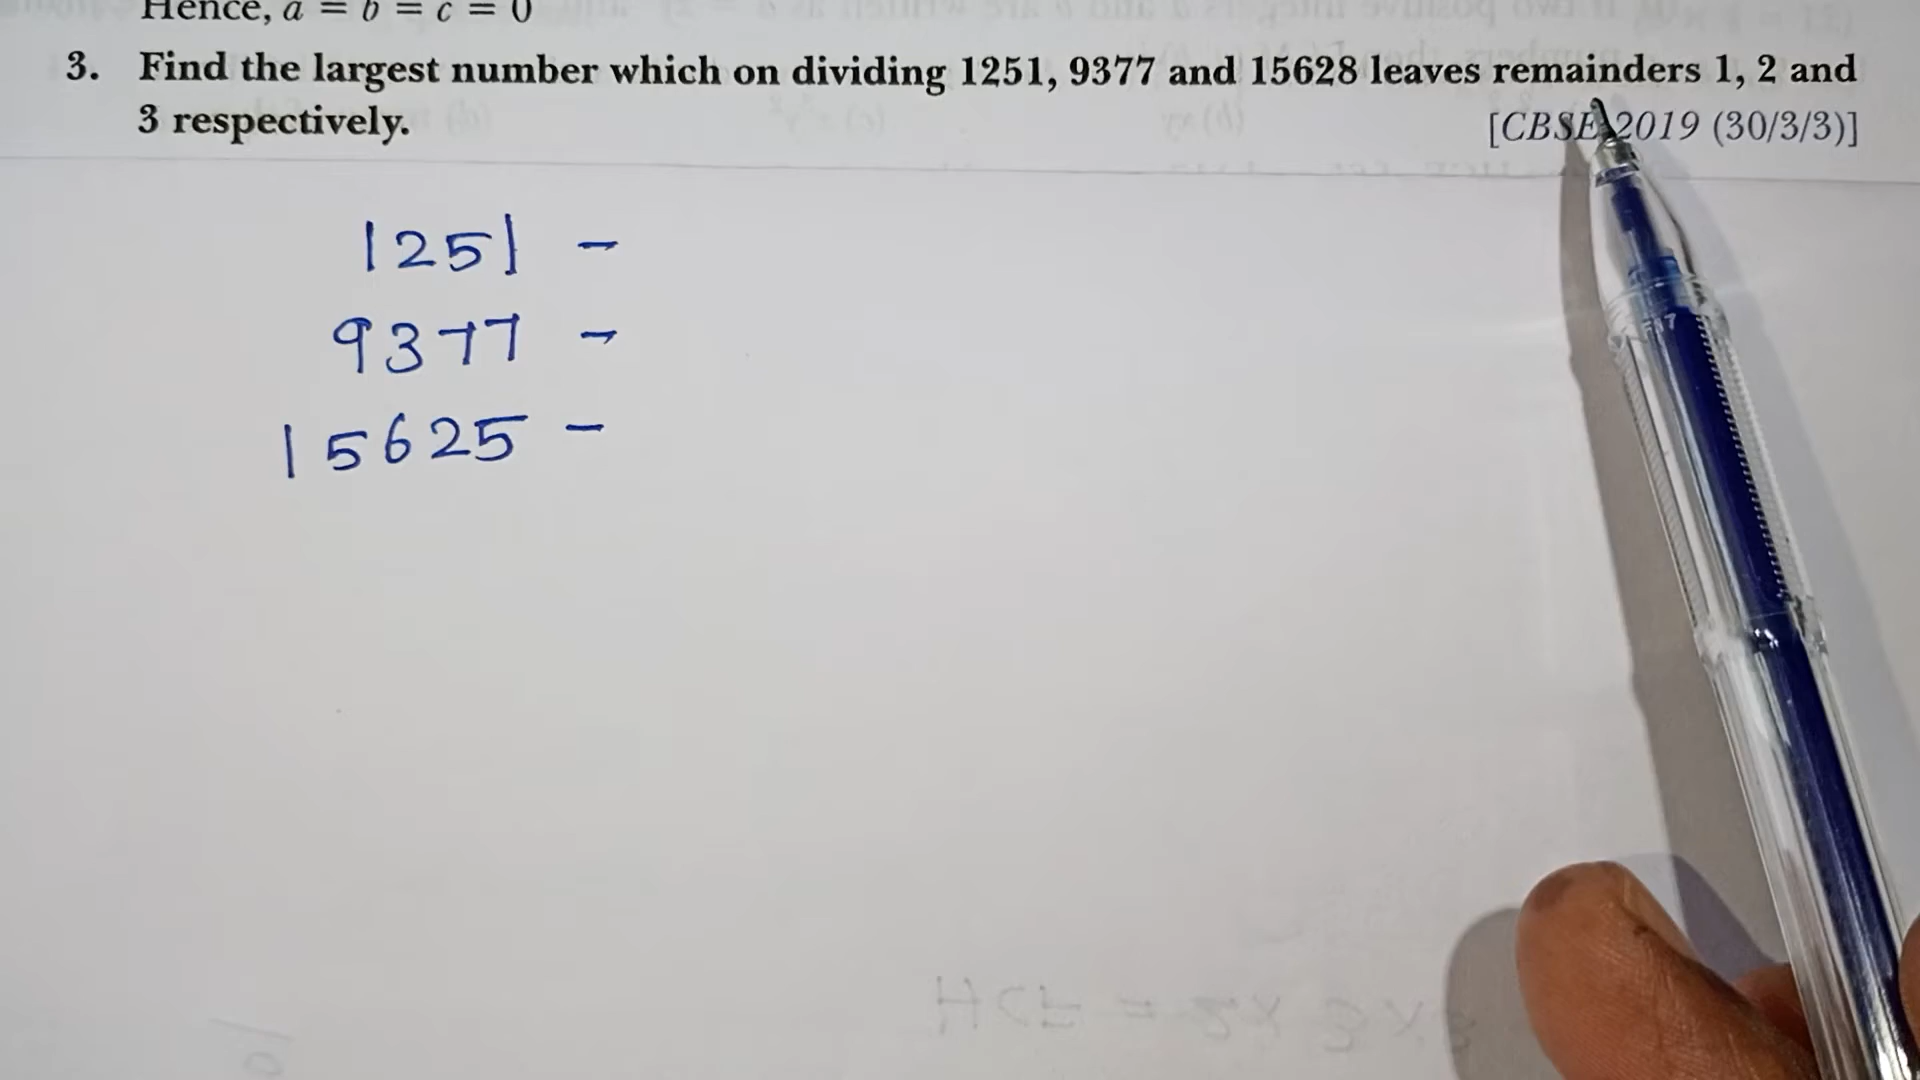 Hence, a = b = c = 0
3. Find the largest number which on dividing 1251, 9377 and 15628 leaves remainders 1, 2 and
3 respectively.
[CBSE 2019 (30/3/3)]
1251 -
9377 -
15625 -